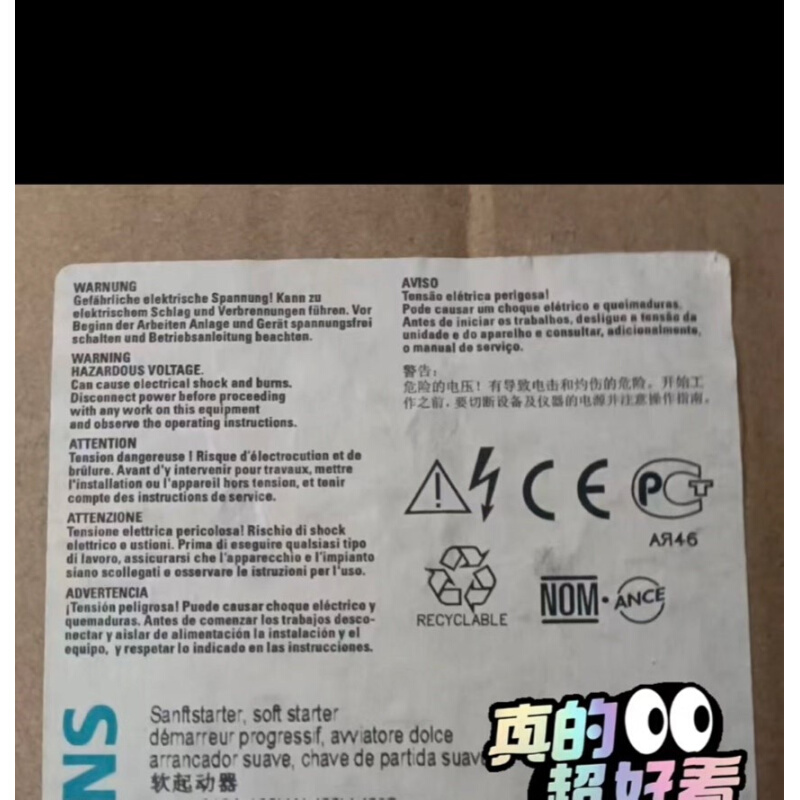 WARNUNG
Gefährliche elektrische Spannung! Kann zu
elektrischem Schlag und Verbrennungen führen. Vor
Beginn der Arbeiten Anlage und Gerät spannungsfrei
schalten und Betriebsanleitung beachten.
WARNING
HAZARDOUS VOLTAGE.
Can cause electrical shock and burns.
Disconnect power before proceeding
with any work on this equipment
and observe the operating instructions.
ATTENTION
Tension dangereuse ! Risque d'électrocution et de
brûlure. Avant d'y intervenir pour travaux, mettre
l'installation ou l'appareil hors tension, et tenir
compte des instructions de service.
ATTENZIONE
Tensione elettrica pericolosa! Rischio di shock
elettrico e ustioni. Prima di eseguire qualsiasi tipo
di lavoro, assicurarsi che l'apparecchio e l'impianto
siano scollegati e osservare le istruzioni per l'uso.
ADVERTENCIA
¡Tensión peligrosa! Puede causar choque eléctrico y
quemaduras. Antes de comenzar los trabajos desco-
nectar y aislar de alimentación la instalación y el
equipo, y respetar lo indicado en las instrucciones.
AVISO
Tensão elétrica perigosa!
Pode causar um choque elétrico e queimaduras.
Antes de iniciar os trabalhos, desligue a tensão da
unidade e do aparelho e consultar, adicionalmente,
o manual de serviço.
警告:
危险的电压!有导致电击和灼伤的危险。开始工
作之前,要切断设备及仪器的电源并注意操作指南。
CE
РСТ
АЯ46
RECYCLABLE
NOM·ANCE
NS
Sanftstarter, soft starter
démarreur progressif, avviatore dolce
arrancador suave, chave de partida suave
软起动器
真的
超好看